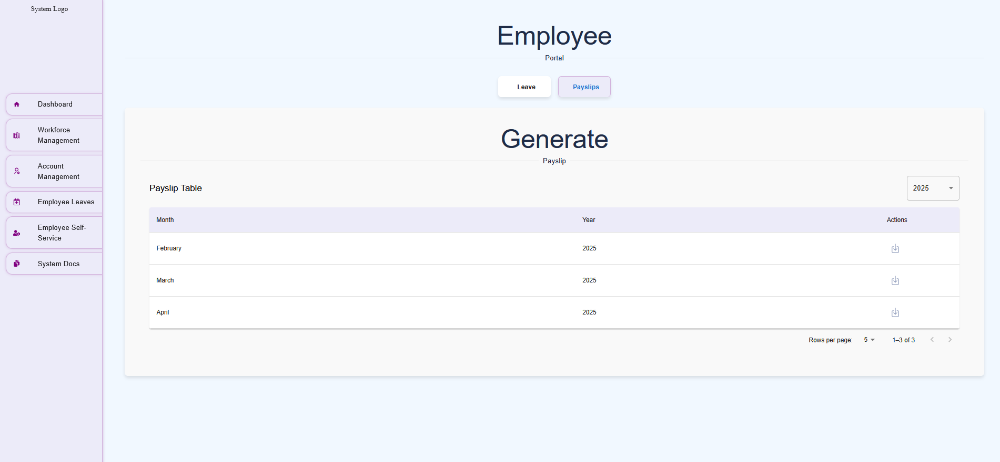 System Logo
Dashboard
Workforce
Management
Account
Management
Employee Leaves
Employee Self-
Service
System Docs
Employee
Portal
Leave
Payslips
Generate
Payslip
Payslip Table
2025
Month Year Actions
February 2025
March 2025
April 2025
Rows per page: 5 1–3 of 3